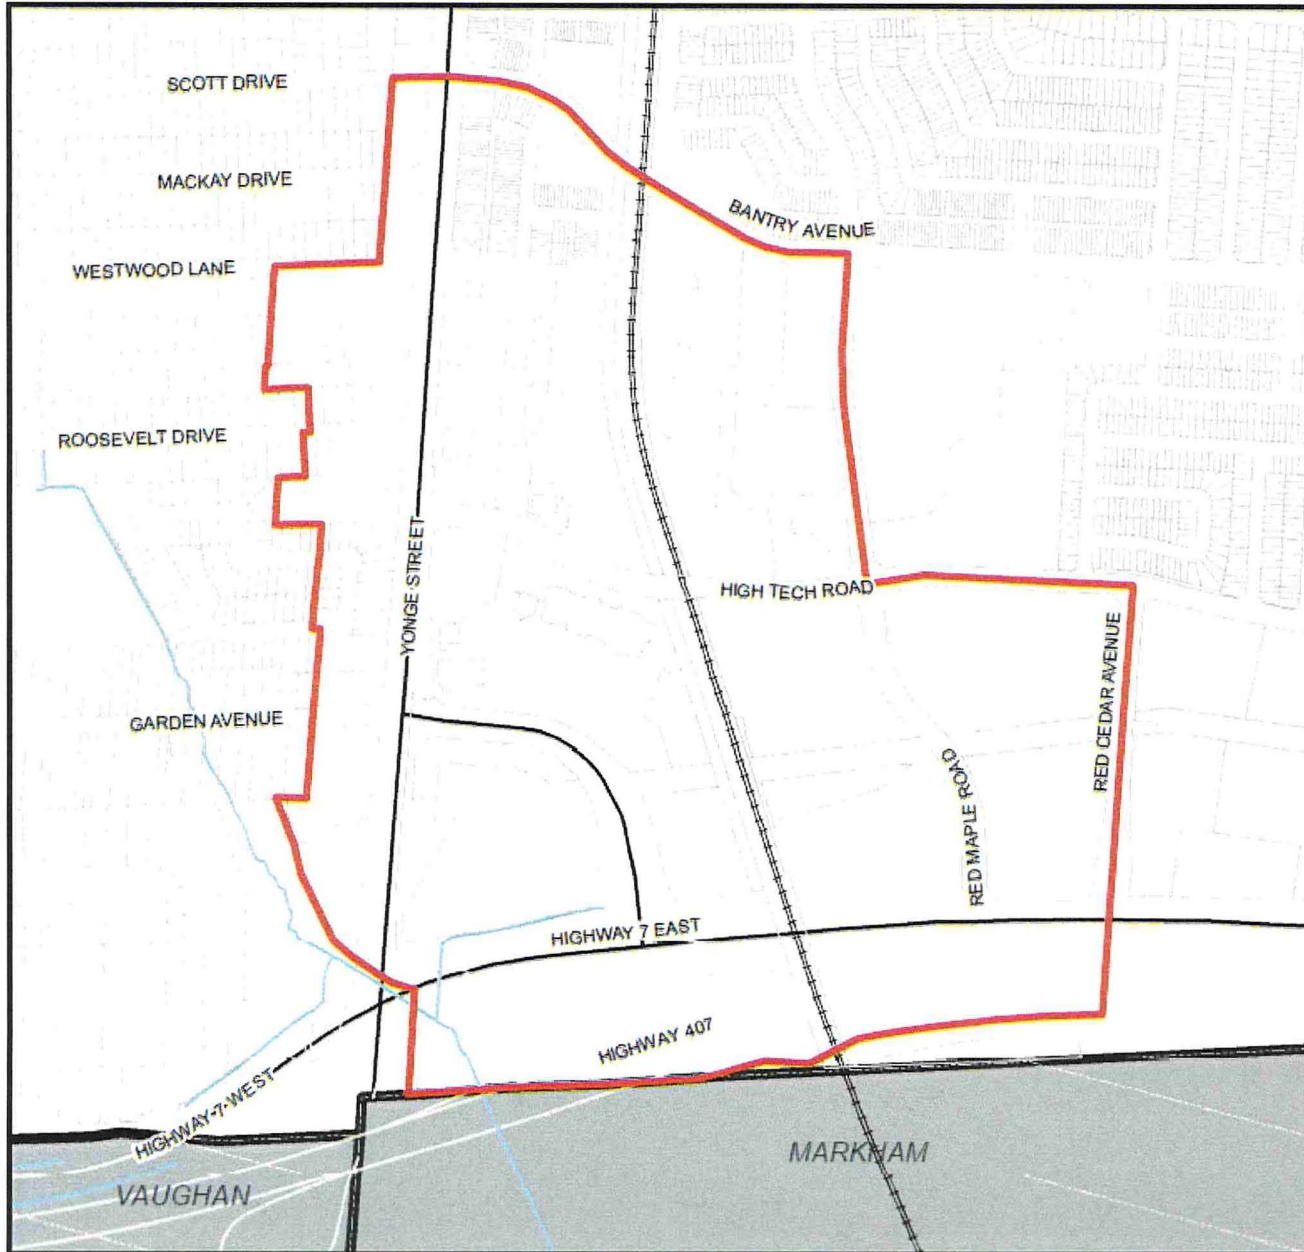 SCOTT DRIVE
MACKAY DRIVE
BANTRY AVENUE
WESTWOOD LANE
ROOSEVELT DRIVE
YONGE STREET
HIGH TECH ROAD
RED CEDAR AVENUE
GARDEN AVENUE
RED MAPLE ROAD
HIGHWAY 7 EAST
HIGHWAY 407
HIGHWAY 7 WEST
MARKHAM
VAUGHAN